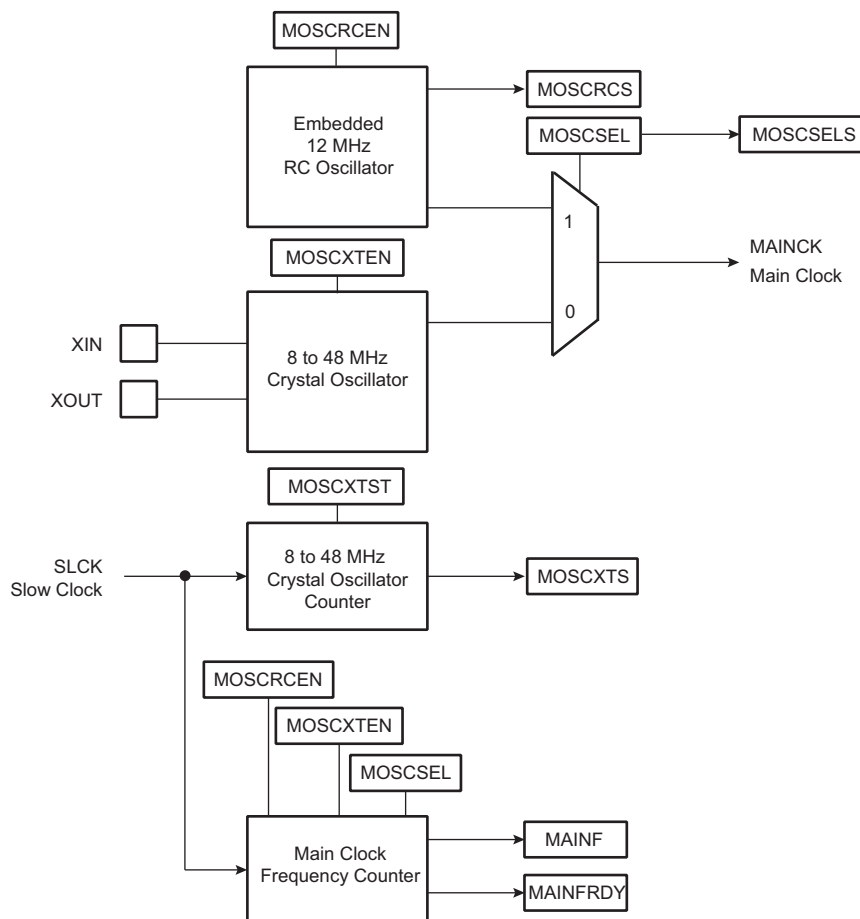 MOSCRCEN
Embedded
12 MHz
RC Oscillator
MOSCRCS
MOSCSEL
MOSCSELS
1
0
MAINCK
Main Clock
MOSCXTEN
XIN
XOUT
8 to 48 MHz
Crystal Oscillator
MOSCXTST
SLCK
Slow Clock
8 to 48 MHz
Crystal Oscillator
Counter
MOSCXTS
MOSCRCEN
MOSCXTEN
MOSCSEL
Main Clock
Frequency Counter
MAINF
MAINFRDY